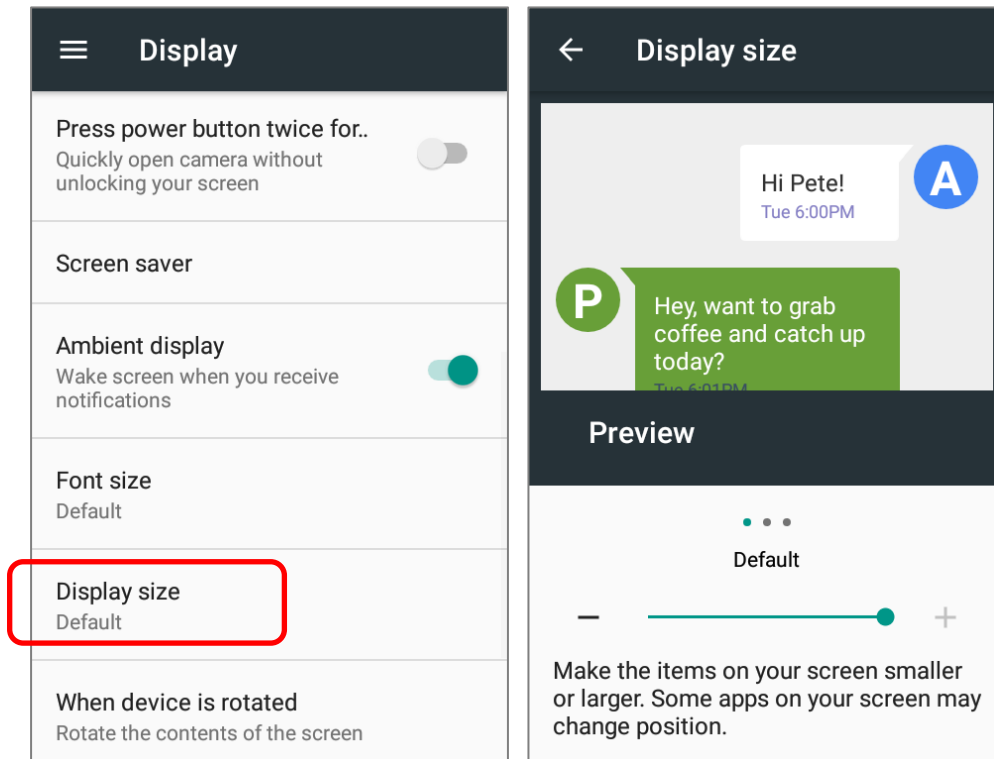 Display
Press power button twice for..
Quickly open camera without
unlocking your screen
Screen saver
Ambient display
Wake screen when you receive
notifications
Font size
Default
Display size
Default
When device is rotated
Rotate the contents of the screen
Display size
Hi Pete!
Tue 6:00PM
A
P
Hey, want to grab
coffee and catch up
today?
Tue 6:01PM
Preview
Default
Make the items on your screen smaller
or larger. Some apps on your screen may
change position.